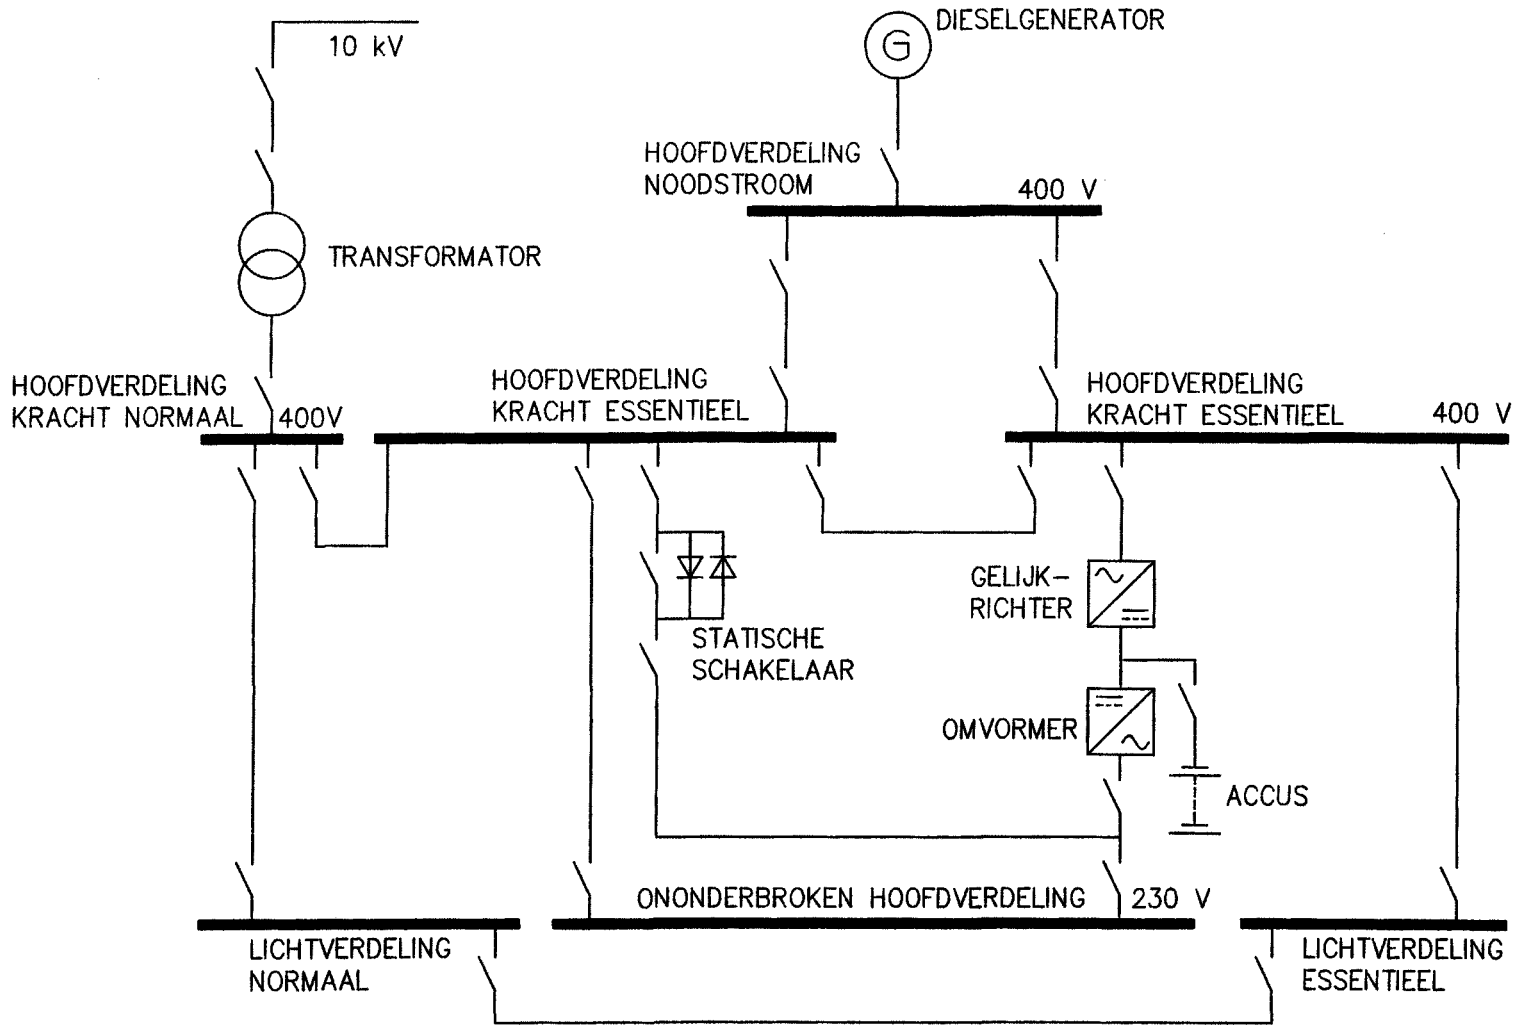 10 kV
DIESELGENERATOR
G
HOOFDVERDELING
NOODSTROOM
400 V
TRANSFORMATOR
HOOFDVERDELING
KRACHT NORMAAL
400V
HOOFDVERDELING
KRACHT ESSENTIEEL
HOOFDVERDELING
KRACHT ESSENTIEEL
400 V
GELIJK–
RICHTER
STATISCHE
SCHAKELAAR
OMVORMER
ACCUS
ONONDERBROKEN HOOFDVERDELING
230 V
LICHTVERDELING
NORMAAL
LICHTVERDELING
ESSENTIEEL